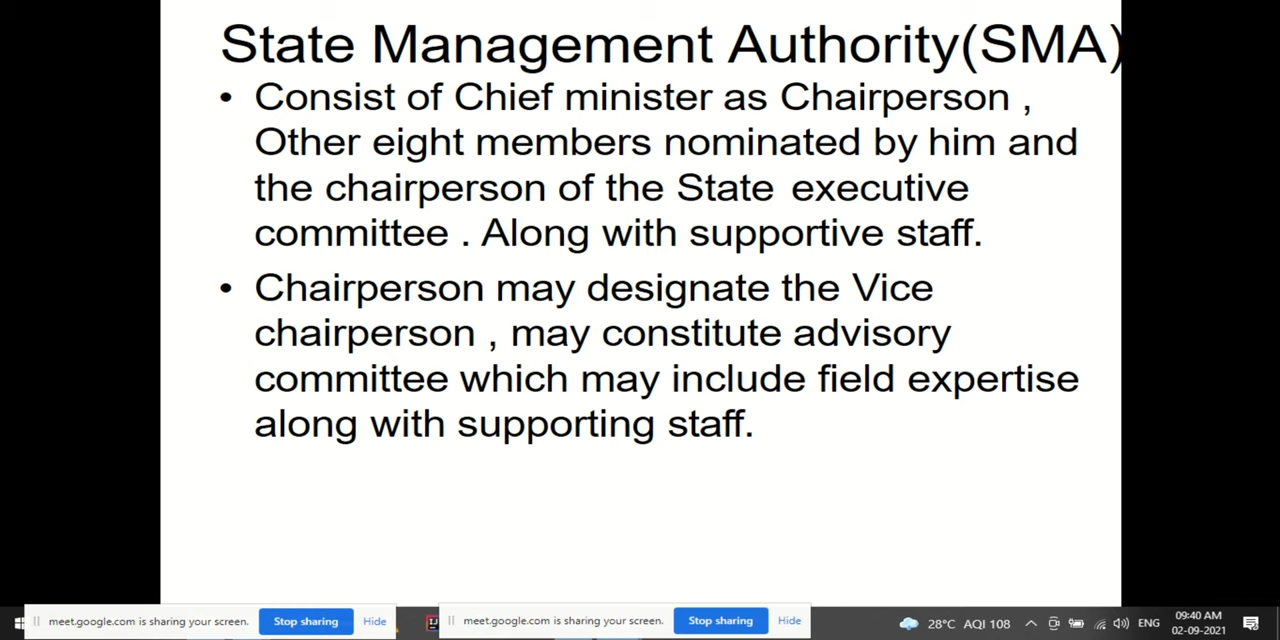 State Management Authority(SMA)
• Consist of Chief minister as Chairperson ,
Other eight members nominated by him and
the chairperson of the State executive
committee . Along with supportive staff.
• Chairperson may designate the Vice
chairperson , may constitute advisory
committee which may include field expertise
along with supporting staff.
meet.google.com is sharing your screen. Stop sharing Hide
meet.google.com is sharing your screen. Stop sharing Hide
28°C AQI 108 ENG
09:40 AM
02-09-2021